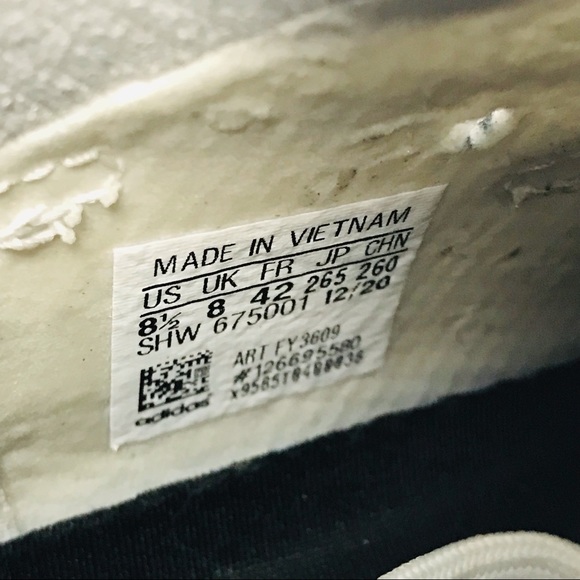 MADE IN VIETNAM
US UK FR JP CHN
8½ 8 42 265 260
SHW 675001 12/20
ART FY3609
#126695580
adidas